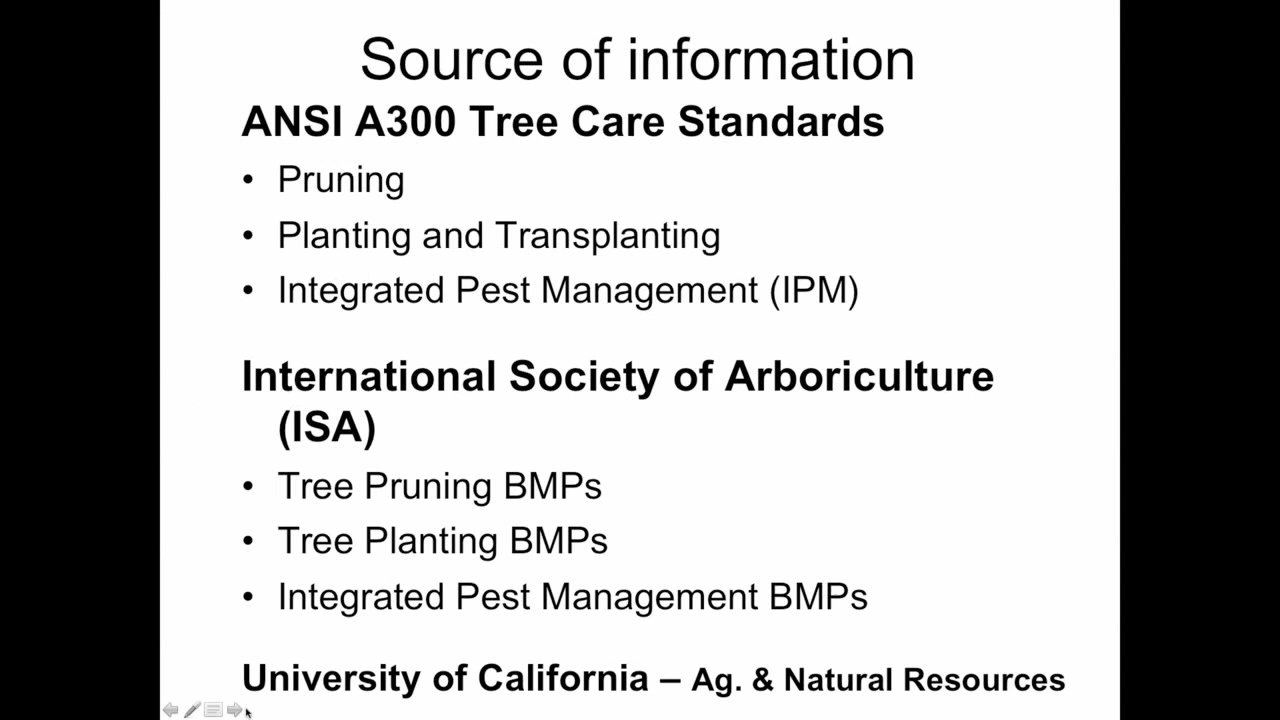 Source of information
ANSI A300 Tree Care Standards
• Pruning
• Planting and Transplanting
• Integrated Pest Management (IPM)
International Society of Arboriculture
(ISA)
• Tree Pruning BMPs
• Tree Planting BMPs
• Integrated Pest Management BMPs
University of California – Ag. & Natural Resources